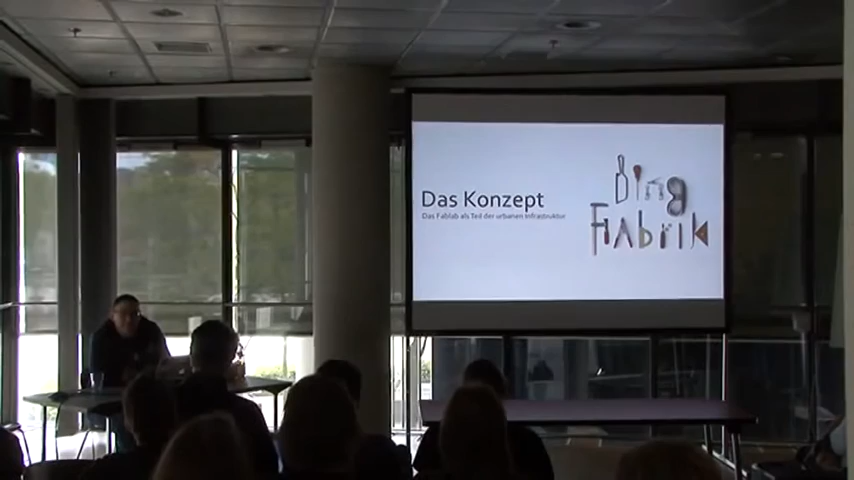 Das Konzept
Das Fablab als Teil der urbanen Infrastruktur
Ding
Fabrik